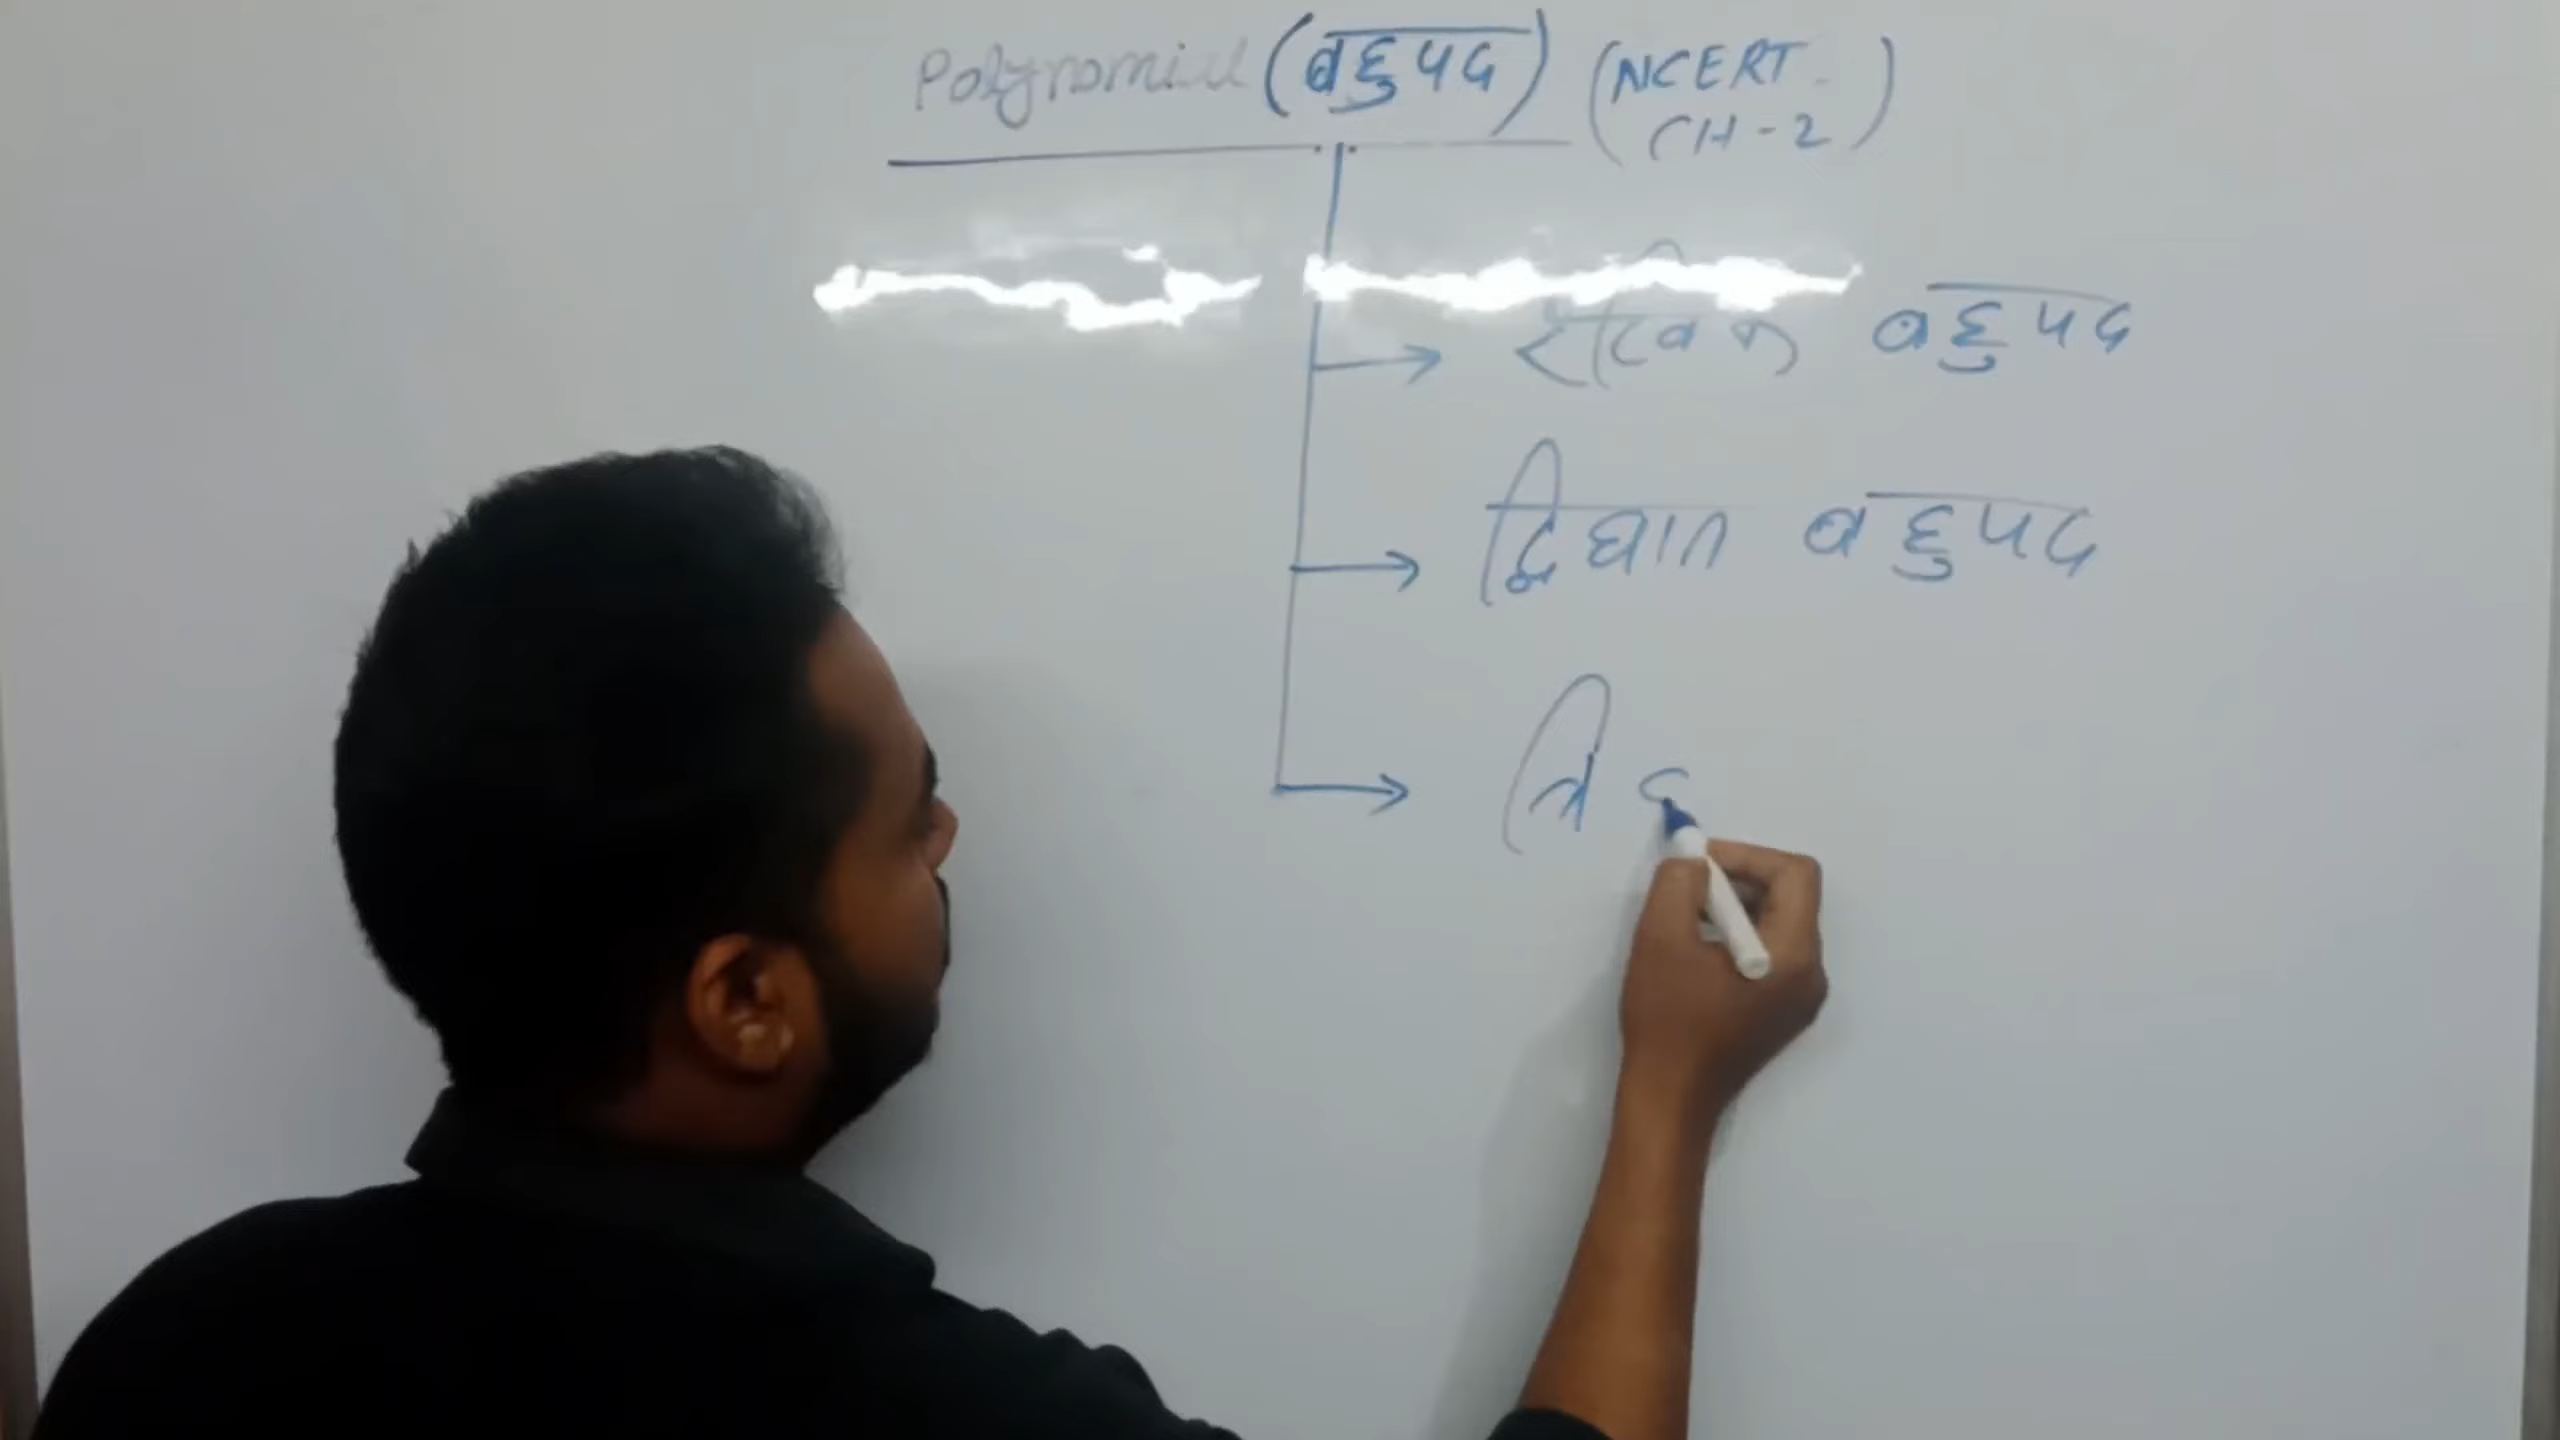 Polynomial (बहुपद) (NCERT - CH-2)
रैखिक बहुपद
द्विघात बहुपद
त्रि